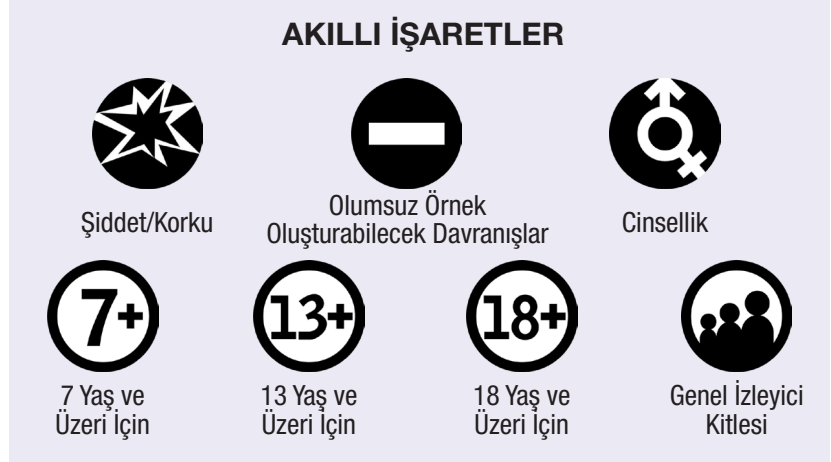 AKILLI İŞARETLER
Şiddet/Korku
Olumsuz Örnek
Oluşturabilecek Davranışlar
Cinsellik
7+
13+
18+
7 Yaş ve
Üzeri İçin
13 Yaş ve
Üzeri İçin
18 Yaş ve
Üzeri İçin
Genel İzleyici
Kitlesi